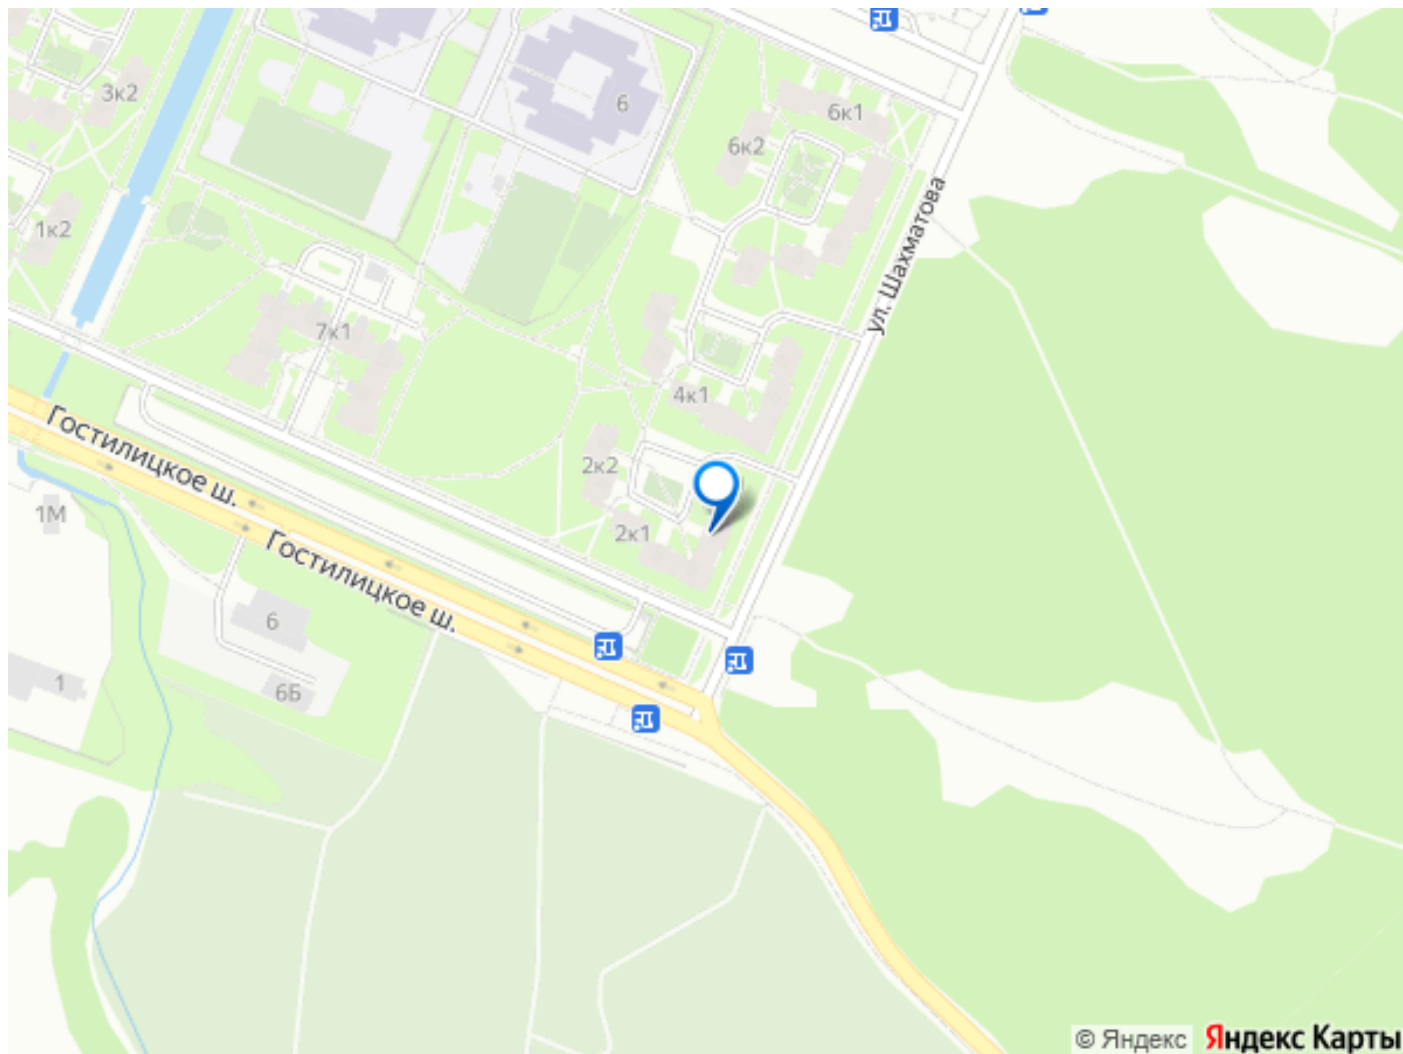 3к2
6
6к1
6к2
1к2
ул. Шахматова
7к1
4к1
Гостилицкое ш.
2к2
1М
2к1
Гостилицкое ш.
6
1
6Б
© Яндекс Яндекс Карты